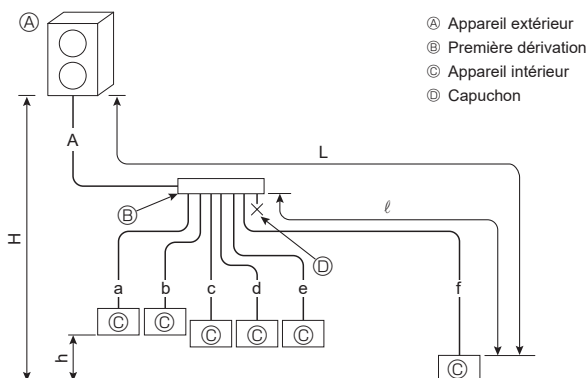 Ⓐ
Ⓐ Appareil extérieur
Ⓑ Première dérivation
Ⓒ Appareil intérieur
Ⓓ Capuchon
A
L
H
Ⓑ
ℓ
Ⓓ
a b c d e f
Ⓒ Ⓒ Ⓒ Ⓒ Ⓒ
h
Ⓒ